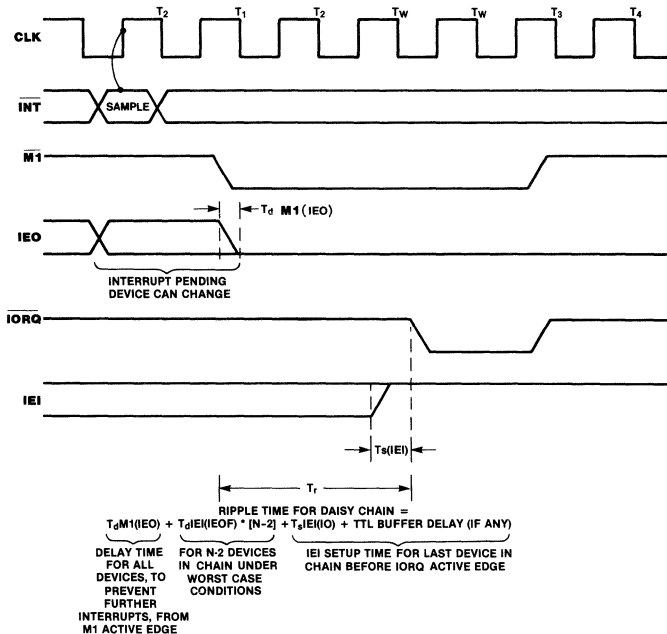 T2 T1 T2 TW TW T3 T4
CLK
INT
SAMPLE
M1
Td M1(IEO)
IEO
INTERRUPT PENDING
DEVICE CAN CHANGE
IORQ
IEI
Ts(IEI)
Tr
RIPPLE TIME FOR DAISY CHAIN =
TdM1(IEO) + TdIEI(IEOF) * [N-2] + TsIEI(IO) + TTL BUFFER DELAY (IF ANY)
DELAY TIME
FOR ALL
DEVICES, TO
PREVENT
FURTHER
INTERRUPTS, FROM
M1 ACTIVE EDGE
FOR N-2 DEVICES
IN CHAIN UNDER
WORST CASE
CONDITIONS
IEI SETUP TIME FOR LAST DEVICE IN
CHAIN BEFORE IORQ ACTIVE EDGE